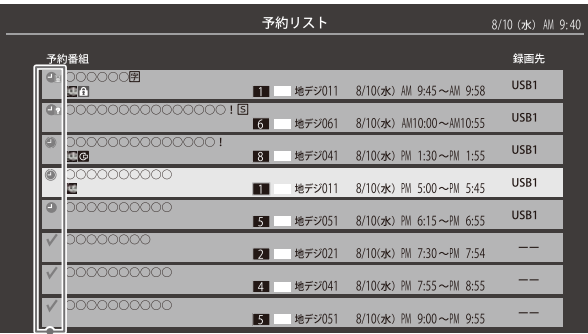 予約リスト 8/10 (水) AM 9:40
予約番組 録画先
○○○○○○字
1 地デジ011 8/10(水) AM 9:45～AM 9:58 USB1
○○○○○○○○○○○○○○○！S
6 地デジ061 8/10(水) AM10:00～AM10:55 USB1
○○○○○○○○○○○○○○！
8 地デジ041 8/10(水) PM 1:30～PM 1:55 USB1
○○○○○○○○○○
1 地デジ011 8/10(水) PM 5:00～PM 5:45 USB1
○○○○○○○○○○
5 地デジ051 8/10(水) PM 6:15～PM 6:55 USB1
○○○○○○○○
2 地デジ021 8/10(水) PM 7:30～PM 7:54 −−
○○○○○○○○○○
4 地デジ041 8/10(水) PM 7:55～PM 8:55 −−
○○○○○○○○○○
5 地デジ051 8/10(水) PM 9:00～PM 9:55 −−